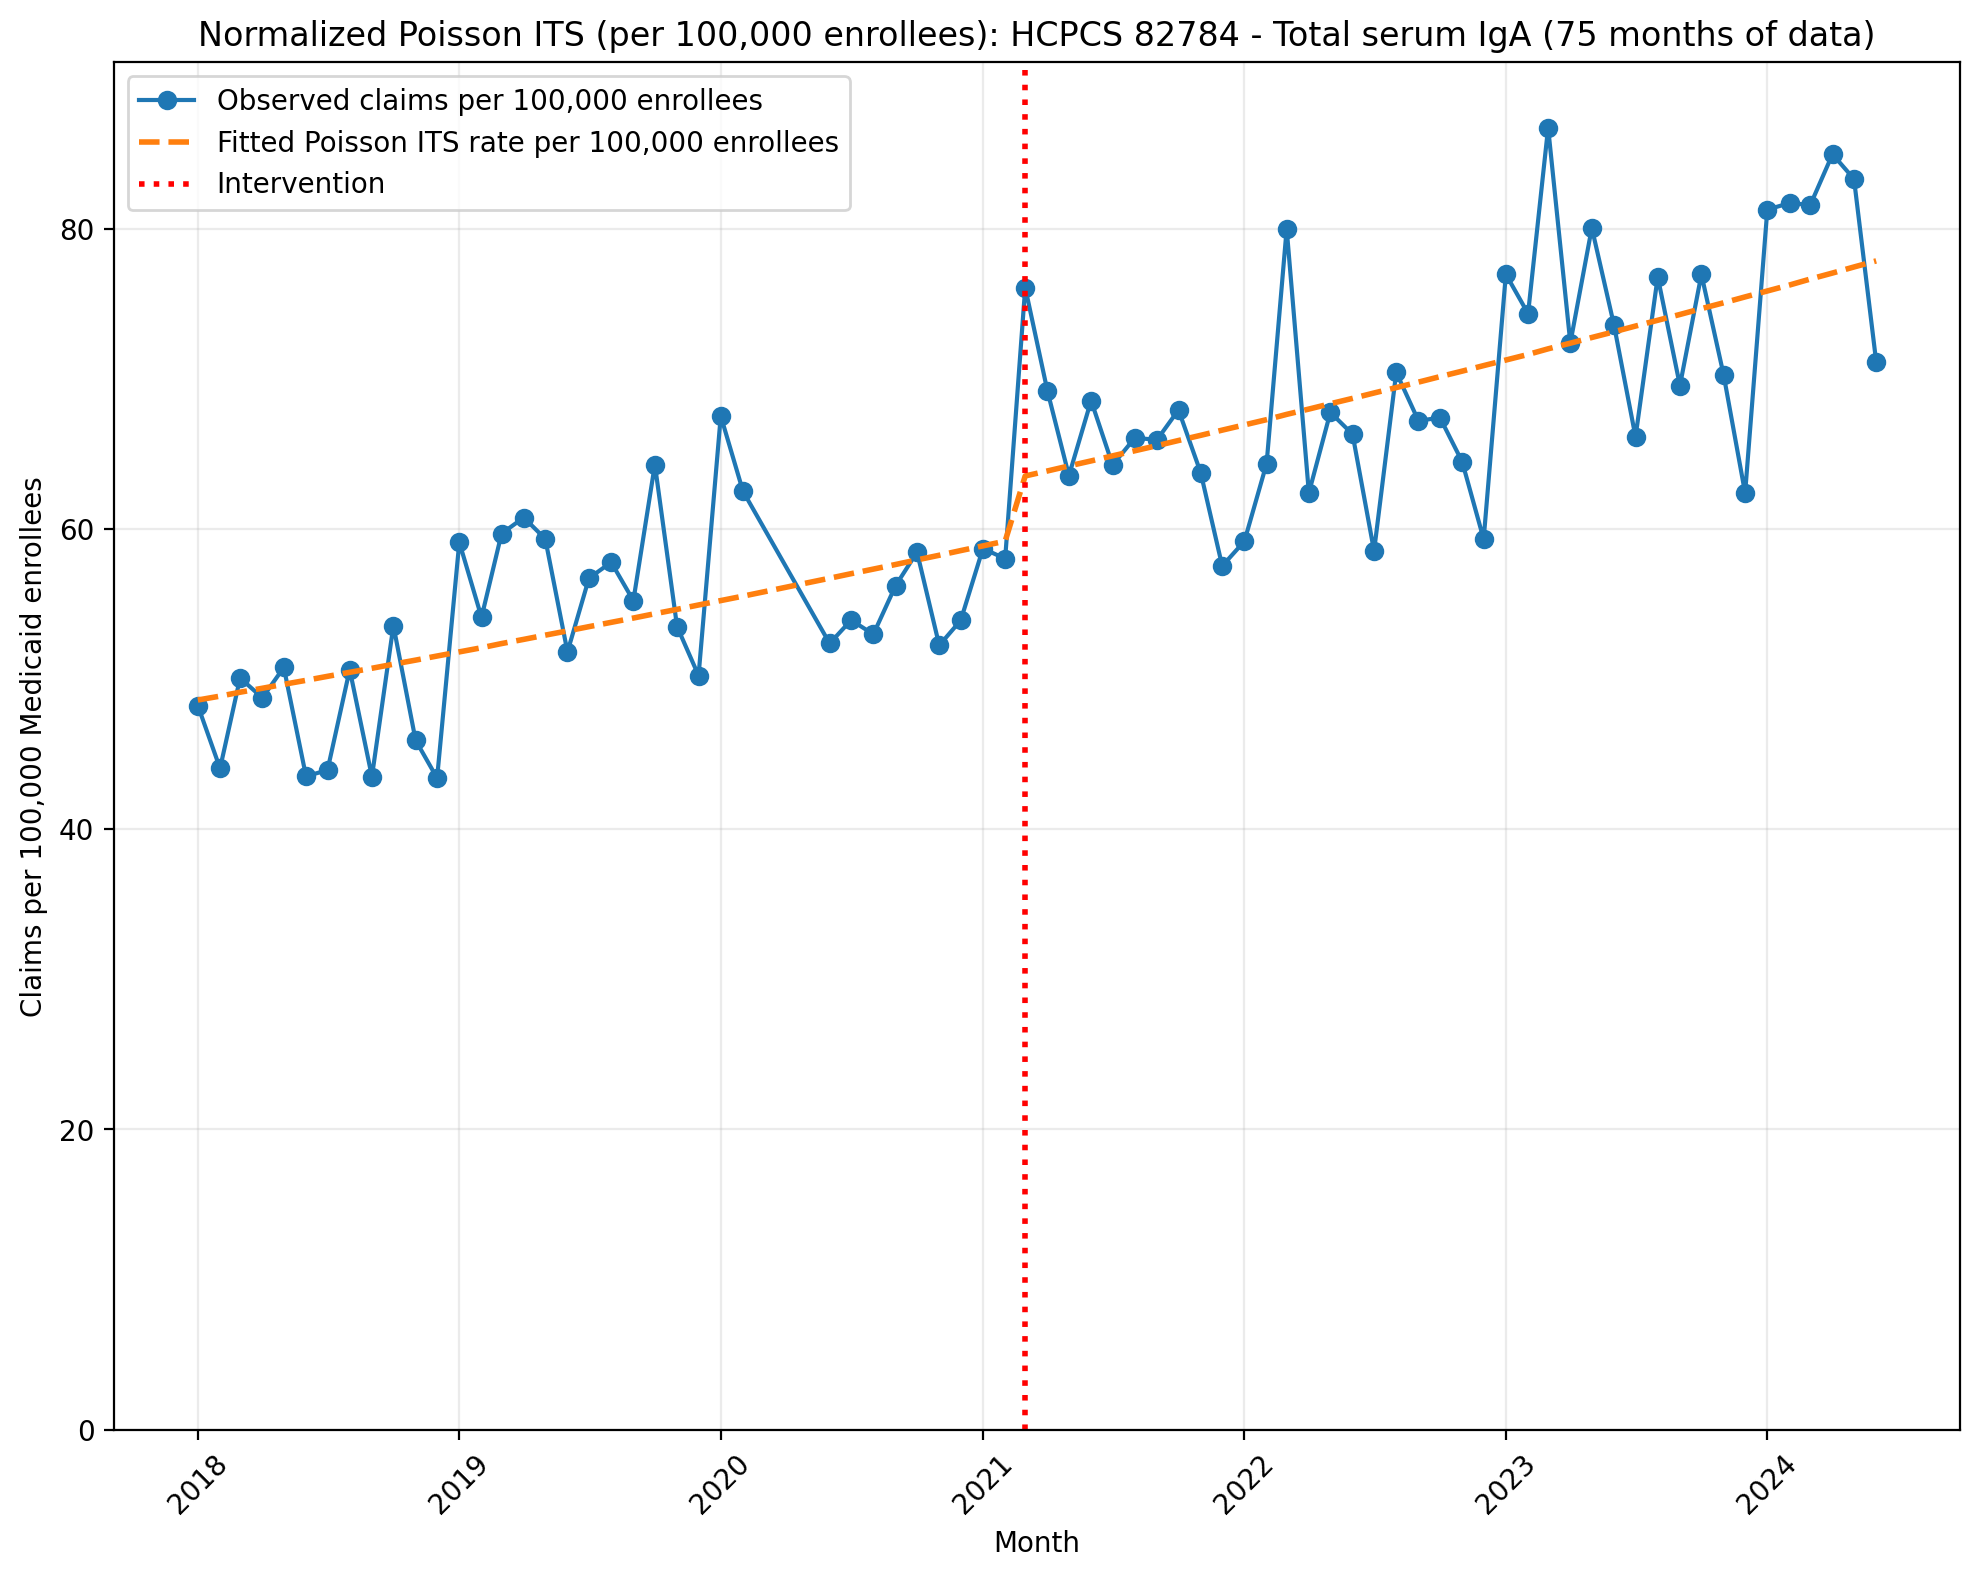 Normalized Poisson ITS (per 100,000 enrollees): HCPCS 82784 - Total serum IgA (75 months of data)
Observed claims per 100,000 enrollees
Fitted Poisson ITS rate per 100,000 enrollees
Intervention
Claims per 100,000 Medicaid enrollees
80
60
40
20
0
2018
2019
2020
2021
2022
2023
2024
Month